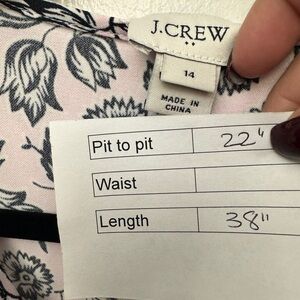 J.CREW
14
MADE IN
CHINA
Pit to pit 22"
Waist
Length 38"